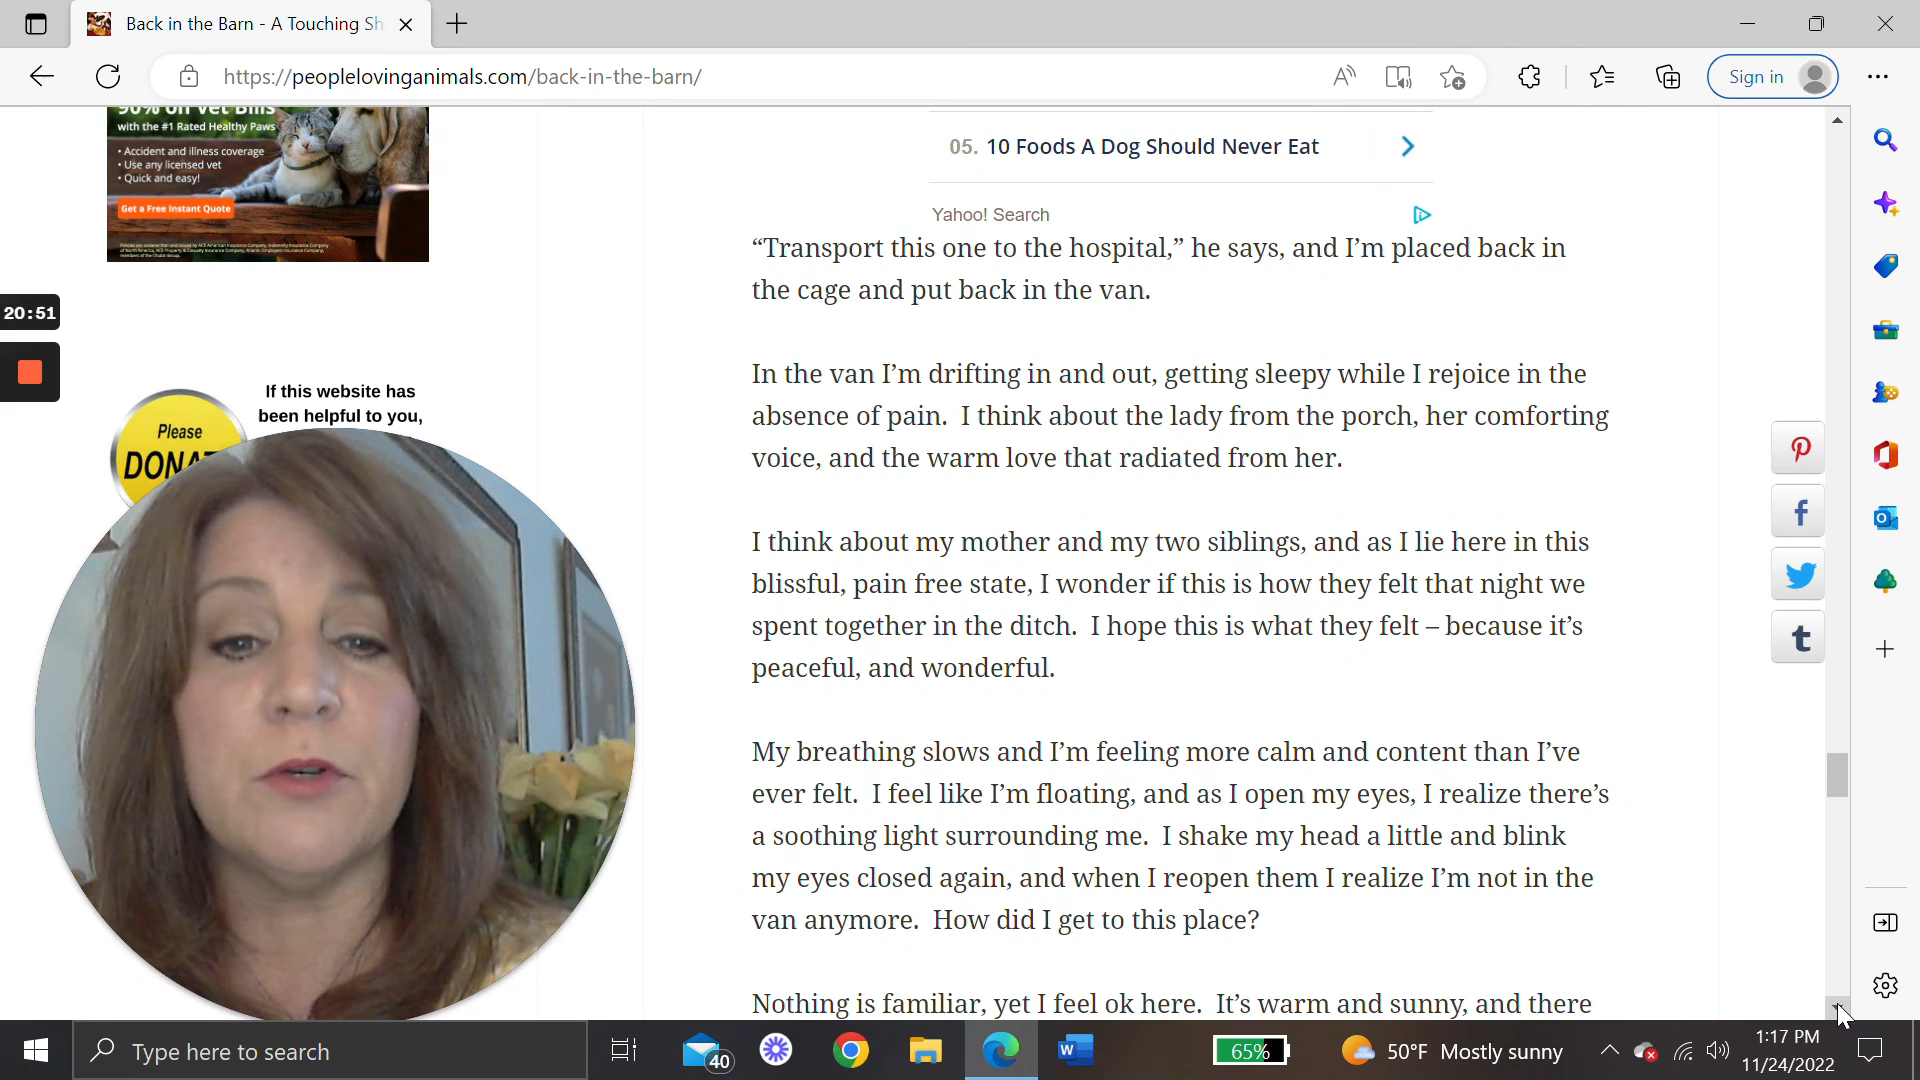 Back in the Barn - A Touching Sh
https://peoplelovinganimals.com/back-in-the-barn/
Sign in
90% on Vet Bills
with the #1 Rated Healthy Paws
• Accident and illness coverage
• Use any licensed vet
• Quick and easy!
Get a Free Instant Quote
20:51
If this website has
been helpful to you,
Please
DONAT
05. 10 Foods A Dog Should Never Eat
Yahoo! Search
“Transport this one to the hospital,” he says, and I’m placed back in
the cage and put back in the van.
In the van I’m drifting in and out, getting sleepy while I rejoice in the
absence of pain. I think about the lady from the porch, her comforting
voice, and the warm love that radiated from her.
I think about my mother and my two siblings, and as I lie here in this
blissful, pain free state, I wonder if this is how they felt that night we
spent together in the ditch. I hope this is what they felt – because it’s
peaceful, and wonderful.
My breathing slows and I’m feeling more calm and content than I’ve
ever felt. I feel like I’m floating, and as I open my eyes, I realize there’s
a soothing light surrounding me. I shake my head a little and blink
my eyes closed again, and when I reopen them I realize I’m not in the
van anymore. How did I get to this place?
Nothing is familiar, yet I feel ok here. It’s warm and sunny, and there
Type here to search
40
65%
50°F Mostly sunny
1:17 PM
11/24/2022